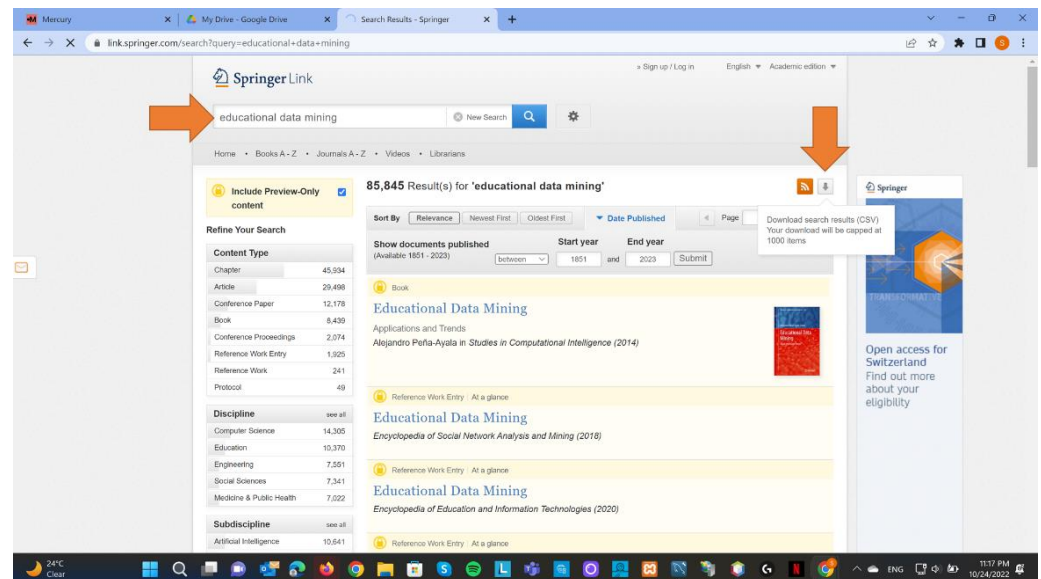 Mercury
My Drive - Google Drive
Search Results - Springer
link.springer.com/search?query=educational+data+mining
Springer Link
» Sign up / Log in English Academic edition
educational data mining
New Search
Home • Books A - Z • Journals A - Z • Videos • Librarians
Include Preview-Only
content
Refine Your Search
Content Type
Chapter 45,934
Article 29,498
Conference Paper 12,178
Book 8,439
Conference Proceedings 2,074
Reference Work Entry 1,925
Reference Work 241
Protocol 49
Discipline see all
Computer Science 14,305
Education 10,370
Engineering 7,551
Social Sciences 7,341
Medicine & Public Health 7,022
Subdiscipline see all
Artificial Intelligence 10,641
85,845 Result(s) for 'educational data mining'
Sort By Relevance Newest First Oldest First Date Published Page
Download search results (CSV)
Your download will be capped at
1000 items
Show documents published Start year End year
(Available 1851 - 2023) between 1851 and 2023 Submit
Book
Educational Data Mining
Applications and Trends
Alejandro Peña-Ayala in Studies in Computational Intelligence (2014)
Reference Work Entry At a glance
Educational Data Mining
Encyclopedia of Social Network Analysis and Mining (2018)
Reference Work Entry At a glance
Educational Data Mining
Encyclopedia of Education and Information Technologies (2020)
Reference Work Entry At a glance
Springer
TRANSFORMATIVE
Open access for
Switzerland
Find out more
about your
eligibility
24°C
Clear
ENG
11:17 PM
10/24/2022